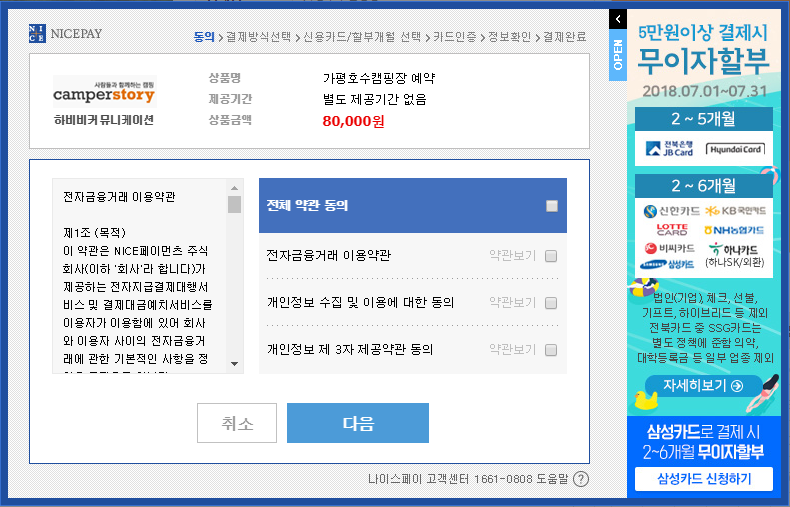 NICEPAY
동의 > 결제방식선택 > 신용카드/할부개월 선택 > 카드인증 > 정보확인 > 결제완료
사람들과 함께하는 캠핑
camperstory
하비비커뮤니케이션
상품명 가평호수캠핑장 예약
제공기간 별도 제공기간 없음
상품금액 80,000원
전자금융거래 이용약관
제1조 (목적)
이 약관은 NICE페이먼츠 주식
회사(이하 '회사'라 합니다)가
제공하는 전자지급결제대행서
비스 및 결제대금예치서비스를
이용자가 이용함에 있어 회사
와 이용자 사이의 전자금융거
래에 관한 기본적인 사항을 정
전체 약관 동의
전자금융거래 이용약관 약관보기
개인정보 수집 및 이용에 대한 동의 약관보기
개인정보 제 3자 제공약관 동의 약관보기
취소
다음
나이스페이 고객센터 1661-0808 도움말 ?
OPEN
5만원이상 결제시
무이자할부
2018.07.01~07.31
2 ~ 5개월
전북은행
JB Card
HyundaiCard
2 ~ 6개월
신한카드
KB국민카드
LOTTE
CARD
NH농협카드
비씨카드
하나카드
삼성카드
(하나SK/외환)
법인(기업), 체크, 선불,
기프트, 하이브리드 등 제외
전북카드 중 SSG카드는
별도 정책에 준함 의약,
대학등록금 등 일부 업종 제외
자세히보기
삼성카드로 결제 시
2~6개월 무이자할부
삼성카드 신청하기